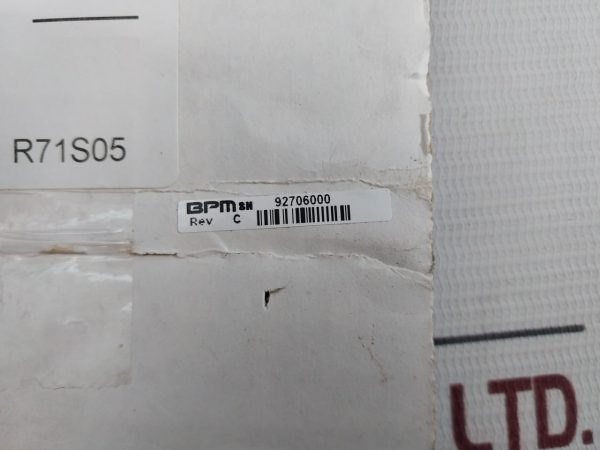 R71S05
BPM SN 92706000
Rev C
LTD.